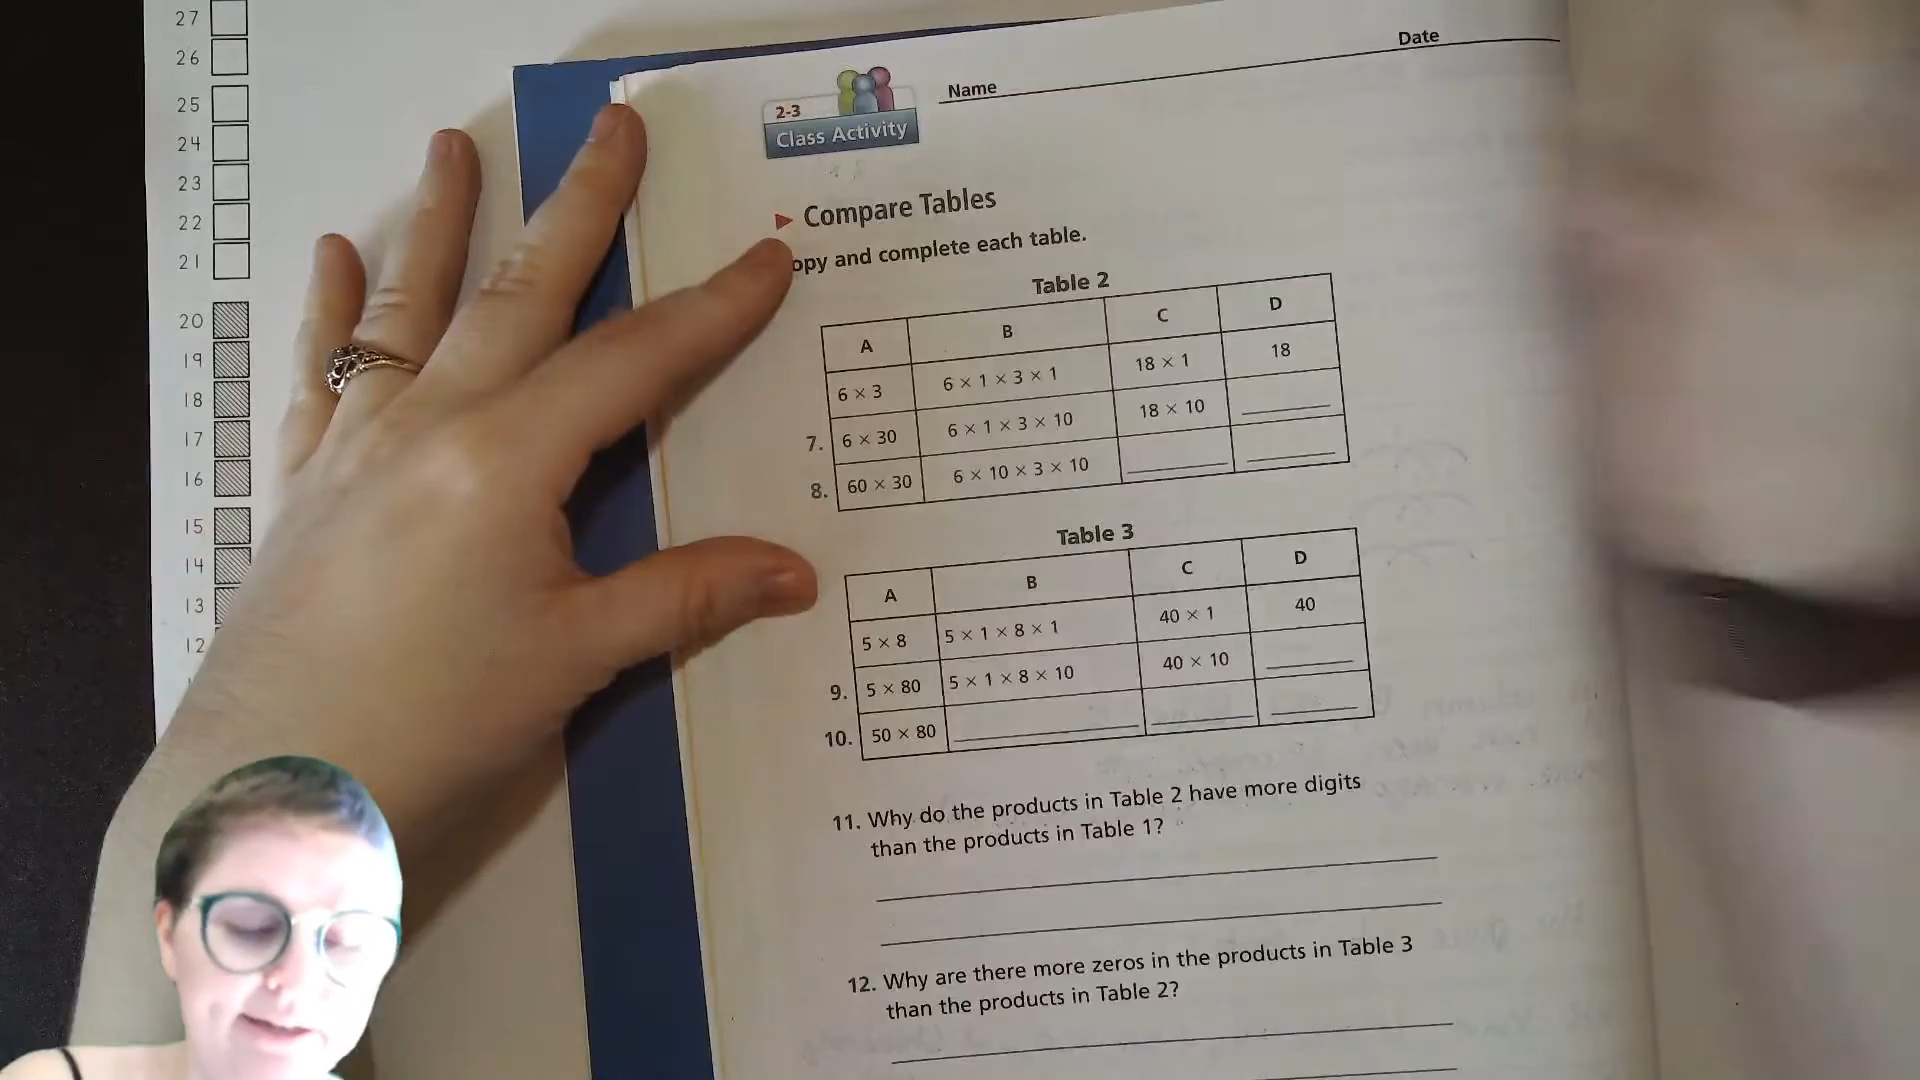 27
26
25
24
23
22
21
20
19
18
17
16
15
14
13
12
2-3
Class Activity
Name
Date
Compare Tables
opy and complete each table.
Table 2
A B C D
6 × 3 6 × 1 × 3 × 1 18 × 1 18
7. 6 × 30 6 × 1 × 3 × 10 18 × 10
8. 60 × 30 6 × 10 × 3 × 10
Table 3
A B C D
5 × 8 5 × 1 × 8 × 1 40 × 1 40
9. 5 × 80 5 × 1 × 8 × 10 40 × 10
10. 50 × 80
11. Why do the products in Table 2 have more digits
than the products in Table 1?
12. Why are there more zeros in the products in Table 3
than the products in Table 2?